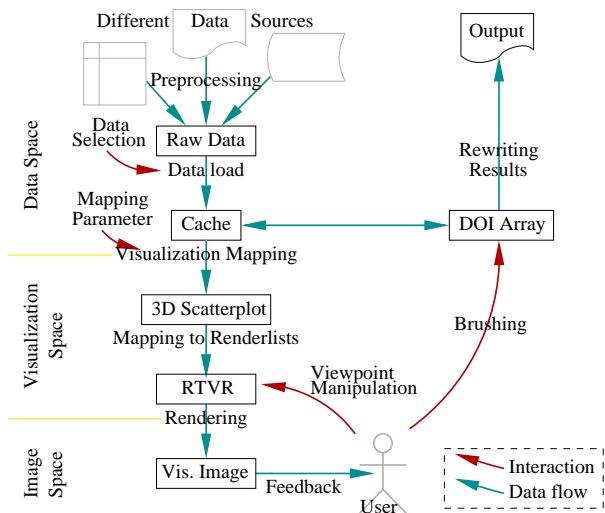 Different Data Sources
Output
Preprocessing
Data
Selection
Raw Data
Data load
Rewriting
Results
Data Space
Mapping
Parameter
Cache
DOI Array
Visualization Mapping
3D Scatterplot
Brushing
Mapping to Renderlists
Visualization
Space
Viewpoint
Manipulation
RTVR
Rendering
Image
Space
Vis. Image
Feedback
User
Interaction
Data flow